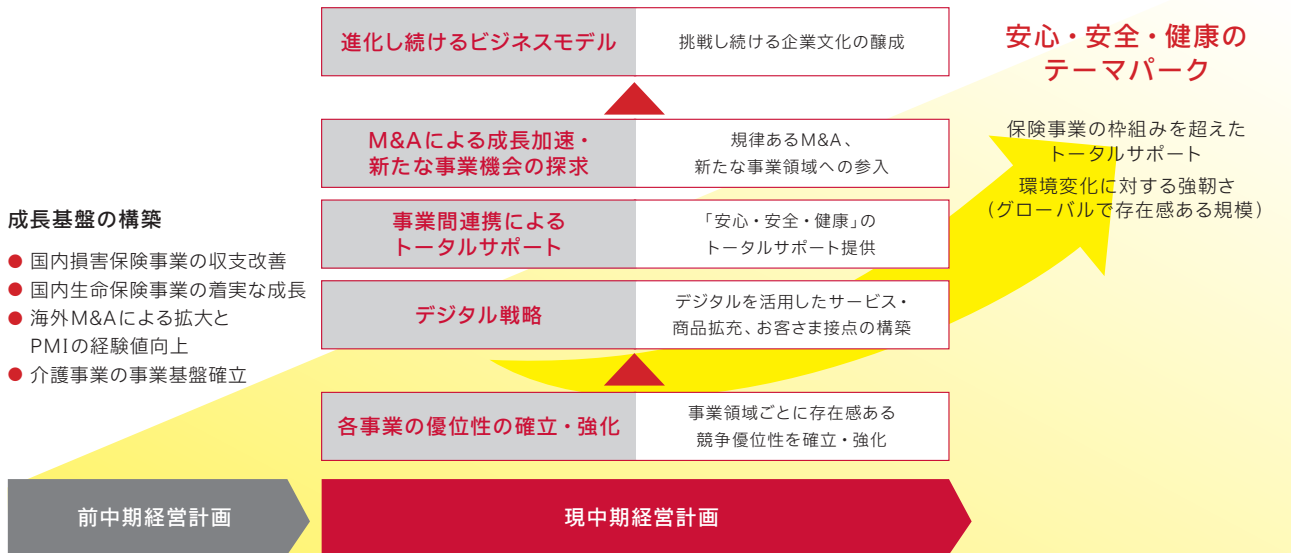 成長基盤の構築
● 国内損害保険事業の収支改善
● 国内生命保険事業の着実な成長
● 海外M&Aによる拡大と
PMIの経験値向上
● 介護事業の事業基盤確立
前中期経営計画
進化し続けるビジネスモデル
挑戦し続ける企業文化の醸成
M&Aによる成長加速・
新たな事業機会の探求
規律あるM&A、
新たな事業領域への参入
事業間連携による
トータルサポート
「安心・安全・健康」の
トータルサポート提供
デジタル戦略
デジタルを活用したサービス・
商品拡充、お客さま接点の構築
各事業の優位性の確立・強化
事業領域ごとに存在感ある
競争優位性を確立・強化
現中期経営計画
安心・安全・健康の
テーマパーク
保険事業の枠組みを超えた
トータルサポート
環境変化に対する強靭さ
(グローバルで存在感ある規模)